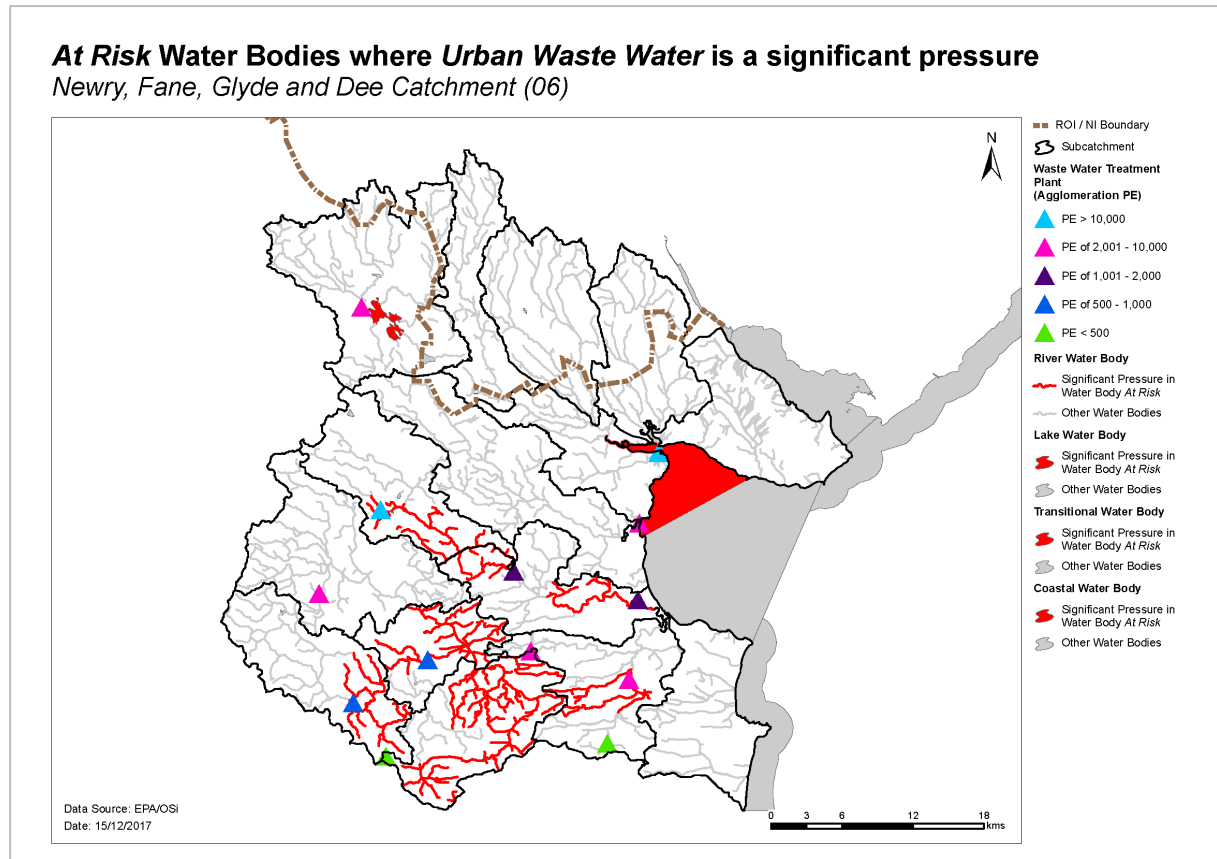 At Risk Water Bodies where Urban Waste Water is a significant pressure
Newry, Fane, Glyde and Dee Catchment (06)
N
ROI / NI Boundary
Subcatchment
Waste Water Treatment
Plant
(Agglomeration PE)
PE > 10,000
PE of 2,001 - 10,000
PE of 1,001 - 2,000
PE of 500 - 1,000
PE < 500
River Water Body
Significant Pressure in
Water Body At Risk
Other Water Bodies
Lake Water Body
Significant Pressure in
Water Body At Risk
Other Water Bodies
Transitional Water Body
Significant Pressure in
Water Body At Risk
Other Water Bodies
Coastal Water Body
Significant Pressure in
Water Body At Risk
Other Water Bodies
Data Source: EPA/OSi
Date: 15/12/2017
0 3 6 12 18
kms